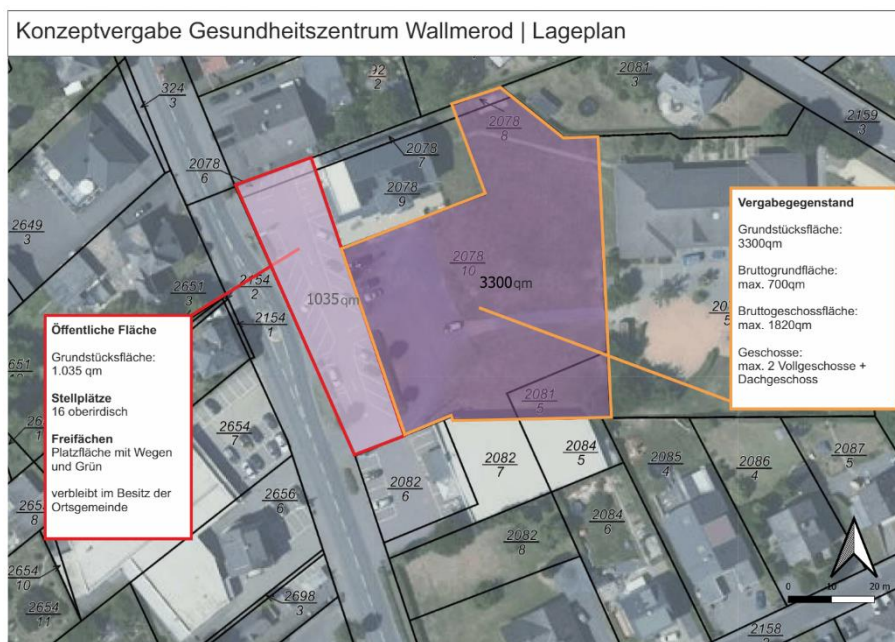 Konzeptvergabe Gesundheitszentrum Wallmerod | Lageplan
324
3
92
2
2081
3
2159
3
2078
8
2078
7
2078
6
2078
9
2649
3
2078
10
3300qm
2154
2
1035qm
2651
3
2154
1
Vergabegegenstand
Grundstücksfläche:
3300qm
Bruttogrundfläche:
max. 700qm
Bruttogeschossfläche:
max. 1820qm
Geschosse:
max. 2 Vollgeschosse +
Dachgeschoss
Öffentliche Fläche
Grundstücksfläche:
1.035 qm
Stellplätze
16 oberirdisch
Freifächen
Platzfläche mit Wegen
und Grün
verbleibt im Besitz der
Ortsgemeinde
2081
5
2654
7
2082
7
2084
5
2085
4
2086
4
2087
5
2082
6
2656
6
2084
6
2082
8
2654
10
2654
11
2698
3
2158
0 10 20 m